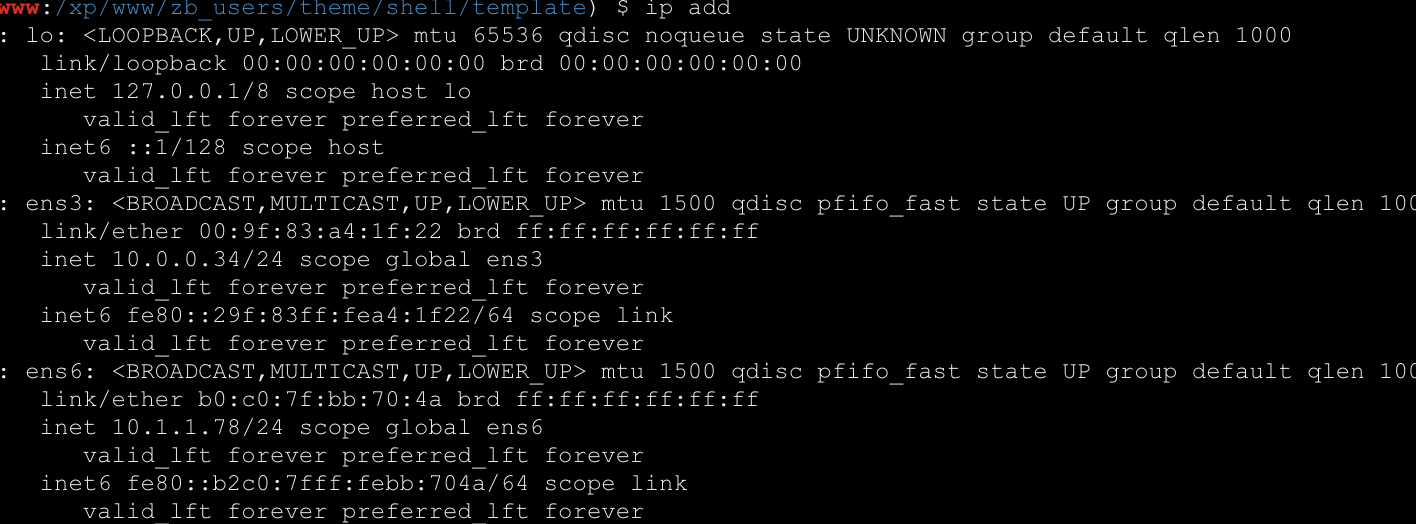 www:/xp/www/zb_users/theme/shell/template) $ ip add
: lo: <LOOPBACK,UP,LOWER_UP> mtu 65536 qdisc noqueue state UNKNOWN group default qlen 1000
link/loopback 00:00:00:00:00:00 brd 00:00:00:00:00:00
inet 127.0.0.1/8 scope host lo
valid_lft forever preferred_lft forever
inet6 ::1/128 scope host
valid_lft forever preferred_lft forever
: ens3: <BROADCAST,MULTICAST,UP,LOWER_UP> mtu 1500 qdisc pfifo_fast state UP group default qlen 100
link/ether 00:9f:83:a4:1f:22 brd ff:ff:ff:ff:ff:ff
inet 10.0.0.34/24 scope global ens3
valid_lft forever preferred_lft forever
inet6 fe80::29f:83ff:fea4:1f22/64 scope link
valid_lft forever preferred_lft forever
: ens6: <BROADCAST,MULTICAST,UP,LOWER_UP> mtu 1500 qdisc pfifo_fast state UP group default qlen 100
link/ether b0:c0:7f:bb:70:4a brd ff:ff:ff:ff:ff:ff
inet 10.1.1.78/24 scope global ens6
valid_lft forever preferred_lft forever
inet6 fe80::b2c0:7fff:febb:704a/64 scope link
valid_lft forever preferred_lft forever